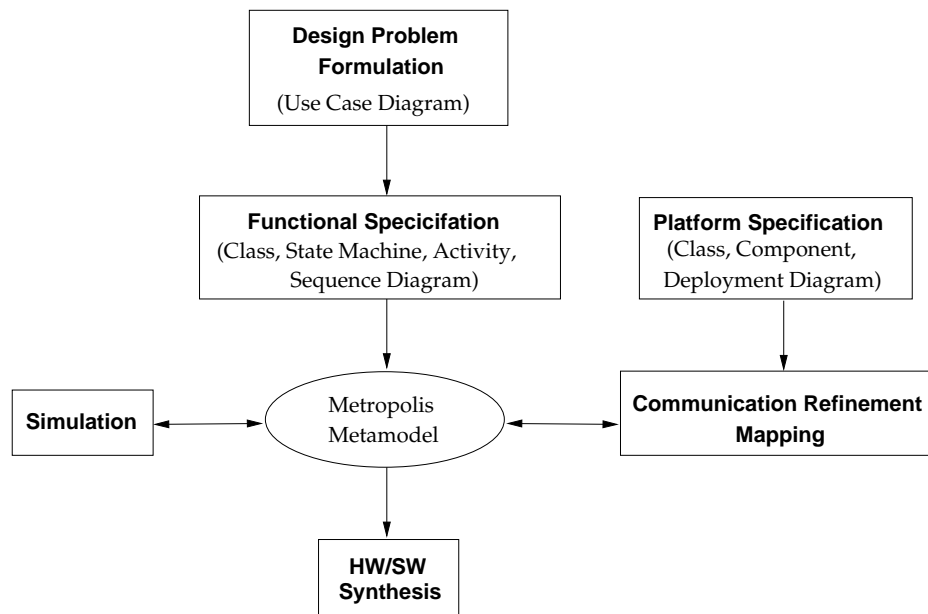 Design Problem
Formulation
(Use Case Diagram)
Functional Specicifation
(Class, State Machine, Activity,
Sequence Diagram)
Platform Specification
(Class, Component,
Deployment Diagram)
Simulation
Metropolis
Metamodel
Communication Refinement
Mapping
HW/SW
Synthesis